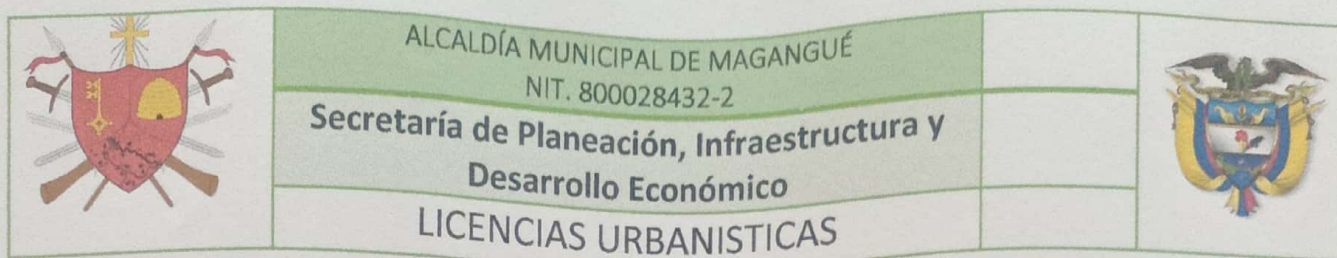 ALCALDÍA MUNICIPAL DE MAGANGUÉ
NIT. 800028432-2
Secretaría de Planeación, Infraestructura y
Desarrollo Económico
LICENCIAS URBANISTICAS